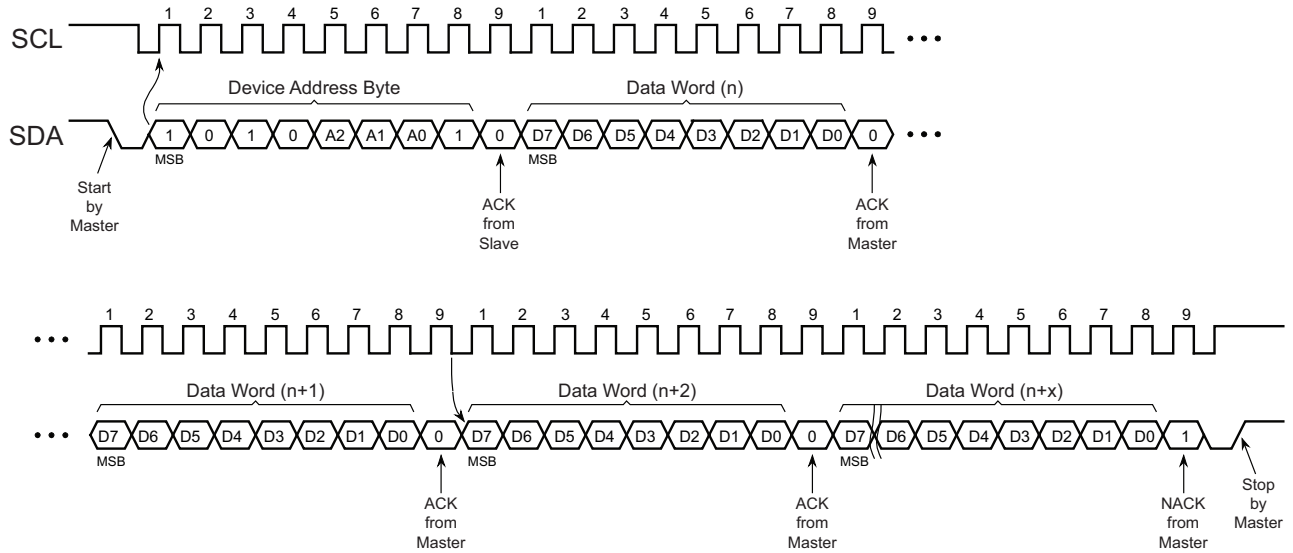 1 2 3 4 5 6 7 8 9 1 2 3 4 5 6 7 8 9
SCL
Device Address Byte Data Word (n)
SDA 1 0 1 0 A2 A1 A0 1 0 D7 D6 D5 D4 D3 D2 D1 D0 0
MSB MSB
Start
by
Master
ACK
from
Slave
ACK
from
Master
1 2 3 4 5 6 7 8 9 1 2 3 4 5 6 7 8 9 1 2 3 4 5 6 7 8 9
Data Word (n+1) Data Word (n+2) Data Word (n+x)
D7 D6 D5 D4 D3 D2 D1 D0 0 D7 D6 D5 D4 D3 D2 D1 D0 0 D7 D6 D5 D4 D3 D2 D1 D0 1
MSB MSB MSB
ACK
from
Master
ACK
from
Master
NACK
from
Master
Stop
by
Master